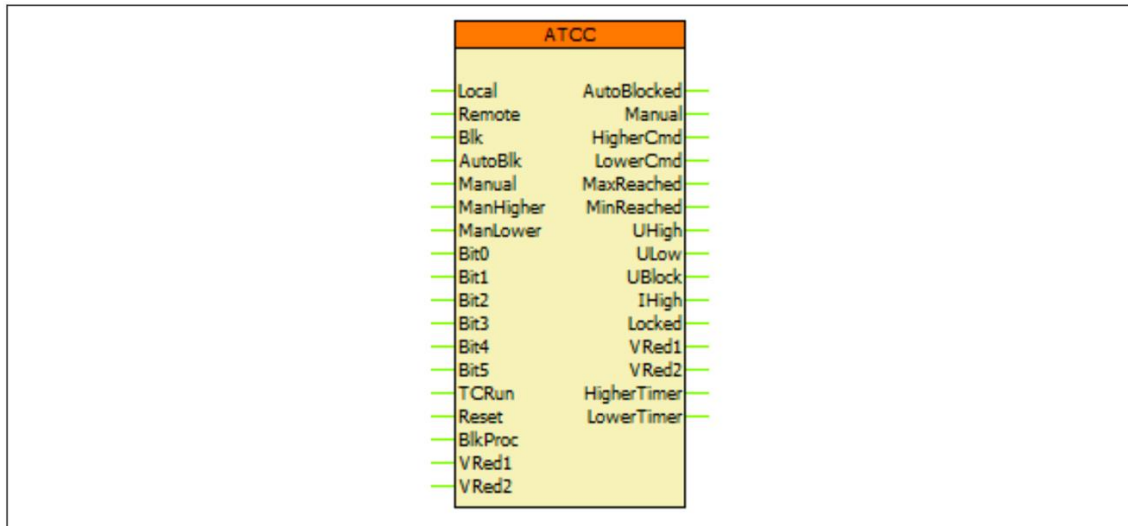 ATCC
Local AutoBlocked
Remote Manual
Blk HigherCmd
AutoBlk LowerCmd
Manual MaxReached
ManHigher MinReached
ManLower UHigh
Bit0 ULow
Bit1 UBlock
Bit2 IHigh
Bit3 Locked
Bit4 VRed1
Bit5 VRed2
TCRun HigherTimer
Reset LowerTimer
BlkProc
VRed1
VRed2